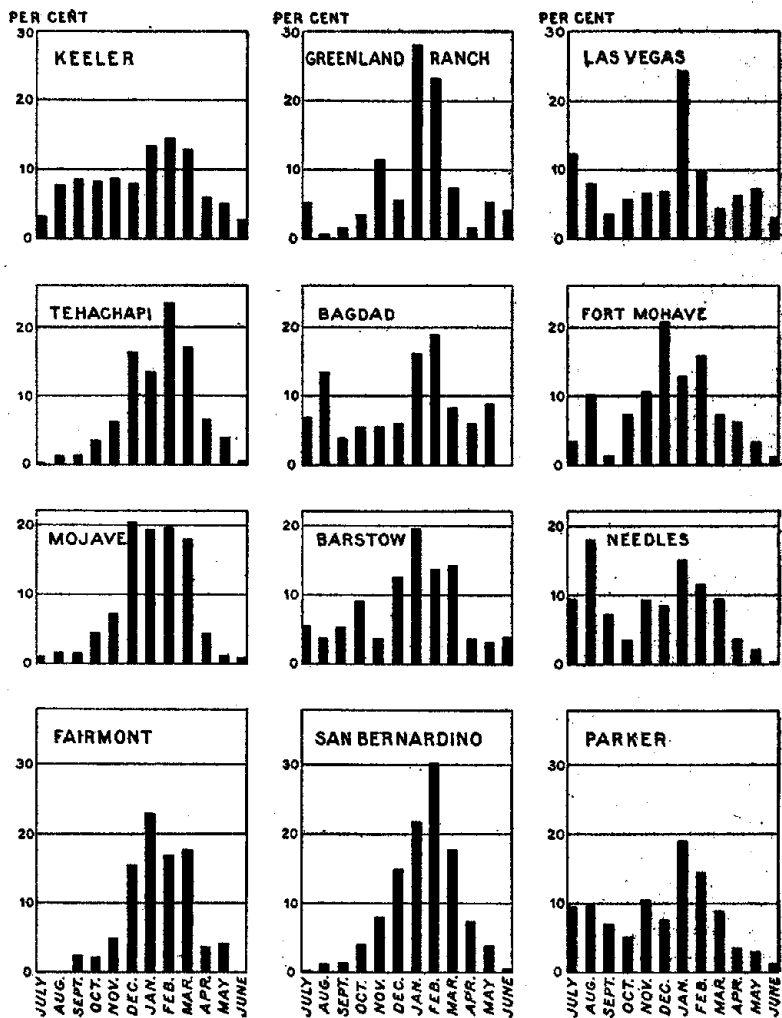 PER CENT PER CENT PER CENT
30 30 30
KEELER GREENLAND RANCH LAS VEGAS
20 20 20
10 10 10
0 0 0
TEHACHAPI BAGDAD FORT MOHAVE
20 20 20
10 10 10
0 0 0
20 20 20
MOJAVE BARSTOW NEEDLES
10 10 10
0 0 0
FAIRMONT SAN BERNARDINO PARKER
30 30 30
20 20 20
10 10 10
0 0 0
JULY AUG. SEPT. OCT. NOV. DEC. JAN. FEB. MAR. APR. MAY JUNE
JULY AUG. SEPT. OCT. NOV. DEC. JAN. FEB. MAR. APR. MAY JUNE
JULY AUG. SEPT. OCT. NOV. DEC. JAN. FEB. MAR. APR. MAY JUNE